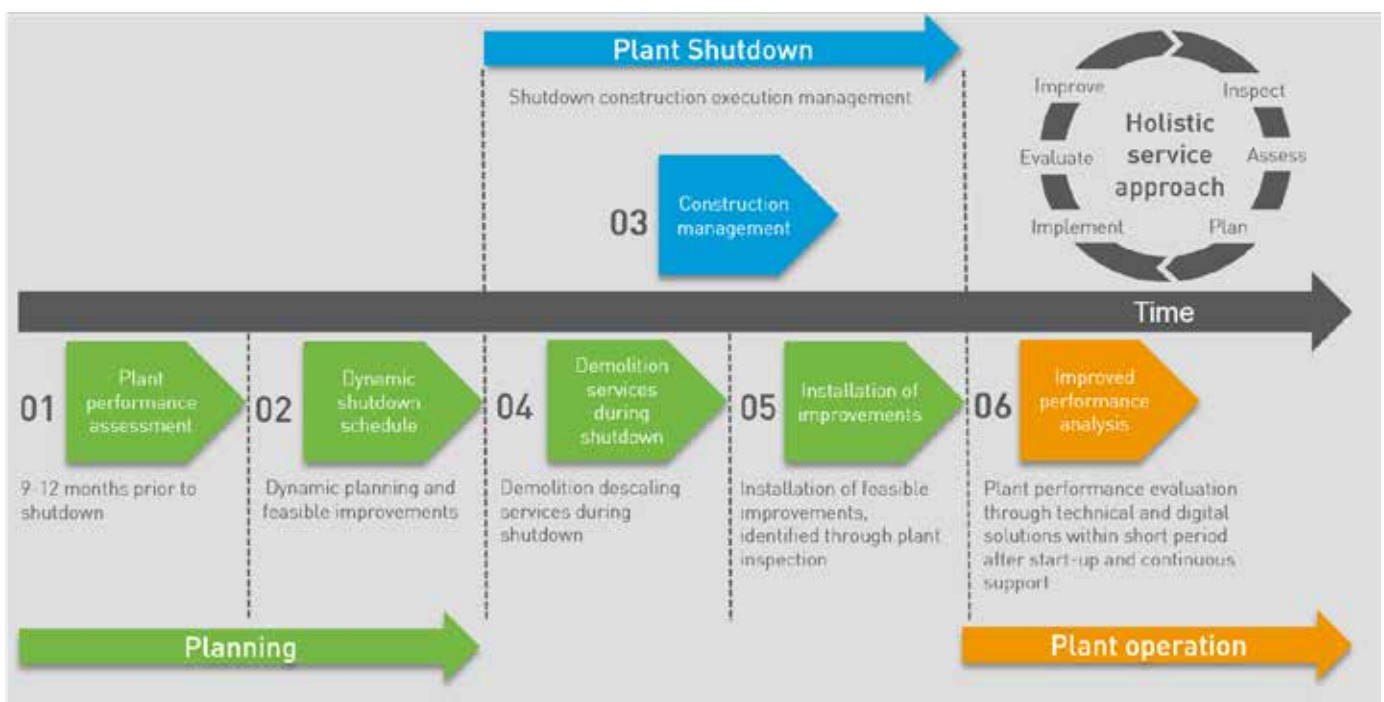 Plant Shutdown
Shutdown construction execution management
03
Construction
management
Improve
Inspect
Evaluate
Assess
Implement
Plan
Holistic
service
approach
Time
01
Plant
performance
assessment
9-12 months prior to
shutdown
02
Dynamic
shutdown
schedule
Dynamic planning and
feasible improvements
04
Demolition
services
during
shutdown
Demolition descaling
services during
shutdown
05
Installation of
improvements
Installation of feasible
improvements,
identified through plant
inspection
06
Improved
performance
analysis
Plant performance evaluation
through technical and digital
solutions within short period
after start-up and continuous
support
Planning
Plant operation